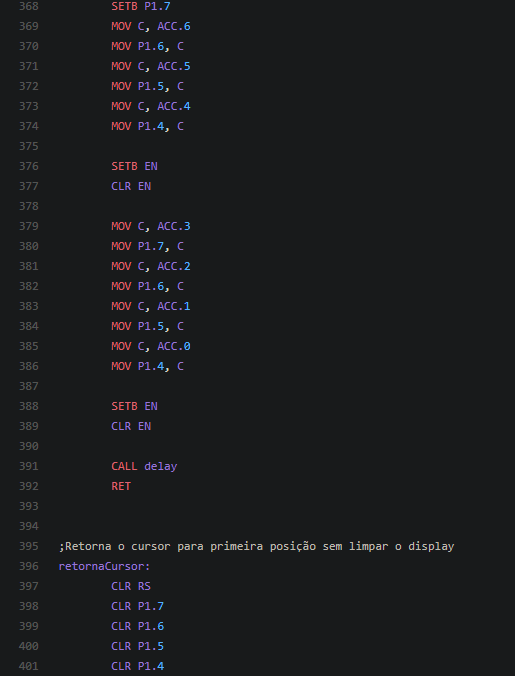 368 SETB P1.7
369 MOV C, ACC.6
370 MOV P1.6, C
371 MOV C, ACC.5
372 MOV P1.5, C
373 MOV C, ACC.4
374 MOV P1.4, C
375
376 SETB EN
377 CLR EN
378
379 MOV C, ACC.3
380 MOV P1.7, C
381 MOV C, ACC.2
382 MOV P1.6, C
383 MOV C, ACC.1
384 MOV P1.5, C
385 MOV C, ACC.0
386 MOV P1.4, C
387
388 SETB EN
389 CLR EN
390
391 CALL delay
392 RET
393
394
395 ;Retorna o cursor para primeira posição sem limpar o display
396 retornaCursor:
397 CLR RS
398 CLR P1.7
399 CLR P1.6
400 CLR P1.5
401 CLR P1.4